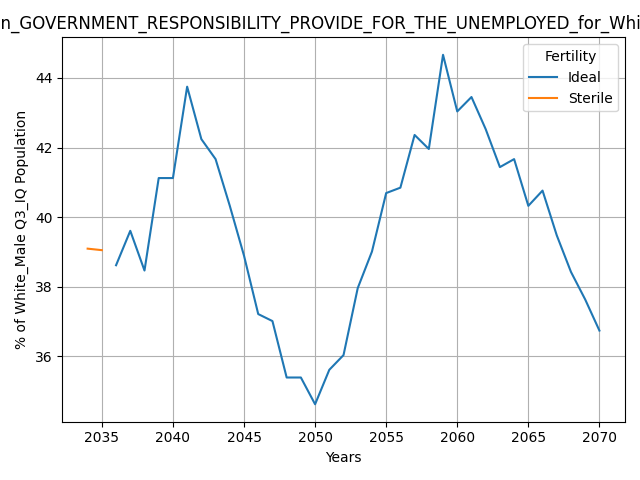 n_GOVERNMENT_RESPONSIBILITY_PROVIDE_FOR_THE_UNEMPLOYED_for_Whi
Fertility
Ideal
Sterile
% of White_Male Q3_IQ Population
44
42
40
38
36
2035 2040 2045 2050 2055 2060 2065 2070
Years